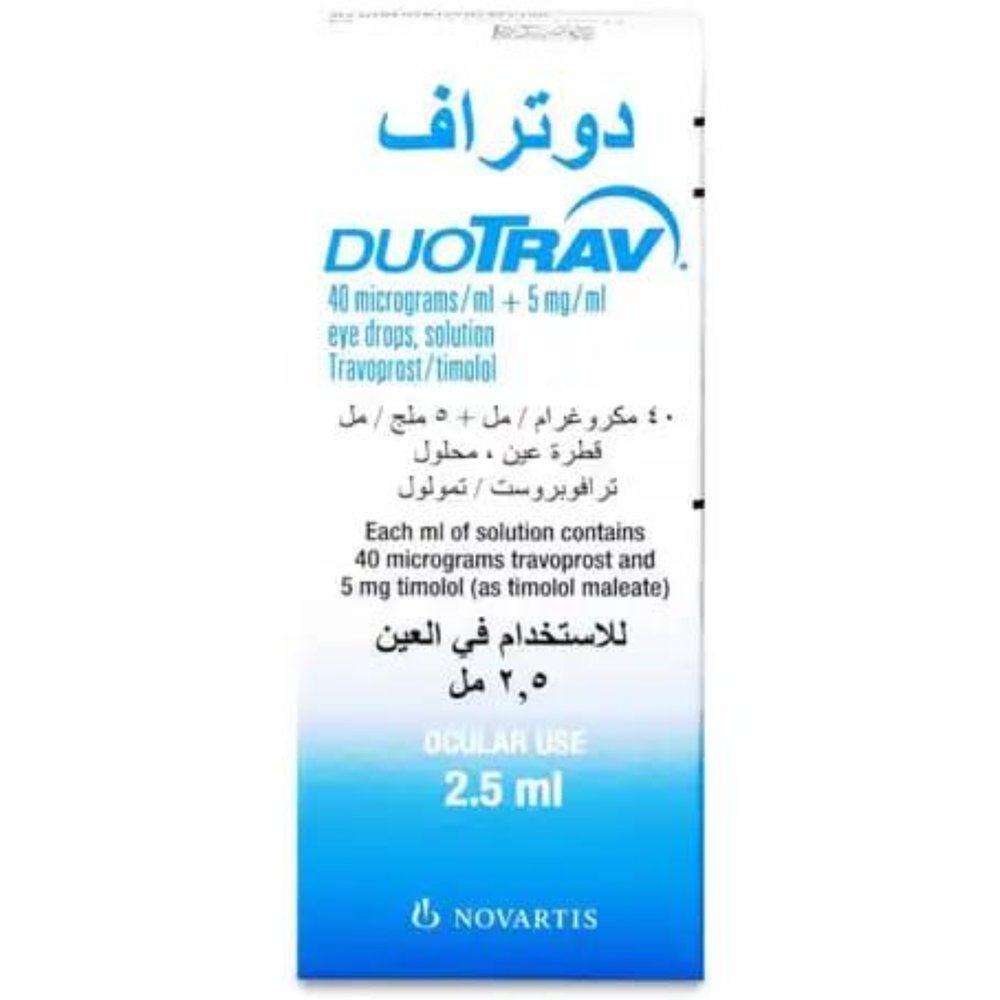 دوتراف
DUOTRAV
40 micrograms/ml + 5 mg/ml
eye drops, solution
Travoprost/timolol
٤٠ مكروغرام / مل + ٥ ملج / مل
قطرة عين ، محلول
ترافوبروست / تمولول
Each ml of solution contains
40 micrograms travoprost and
5 mg timolol (as timolol maleate)
للاستخدام في العين
٢,٥ مل
OCULAR USE
2.5 ml
NOVARTIS